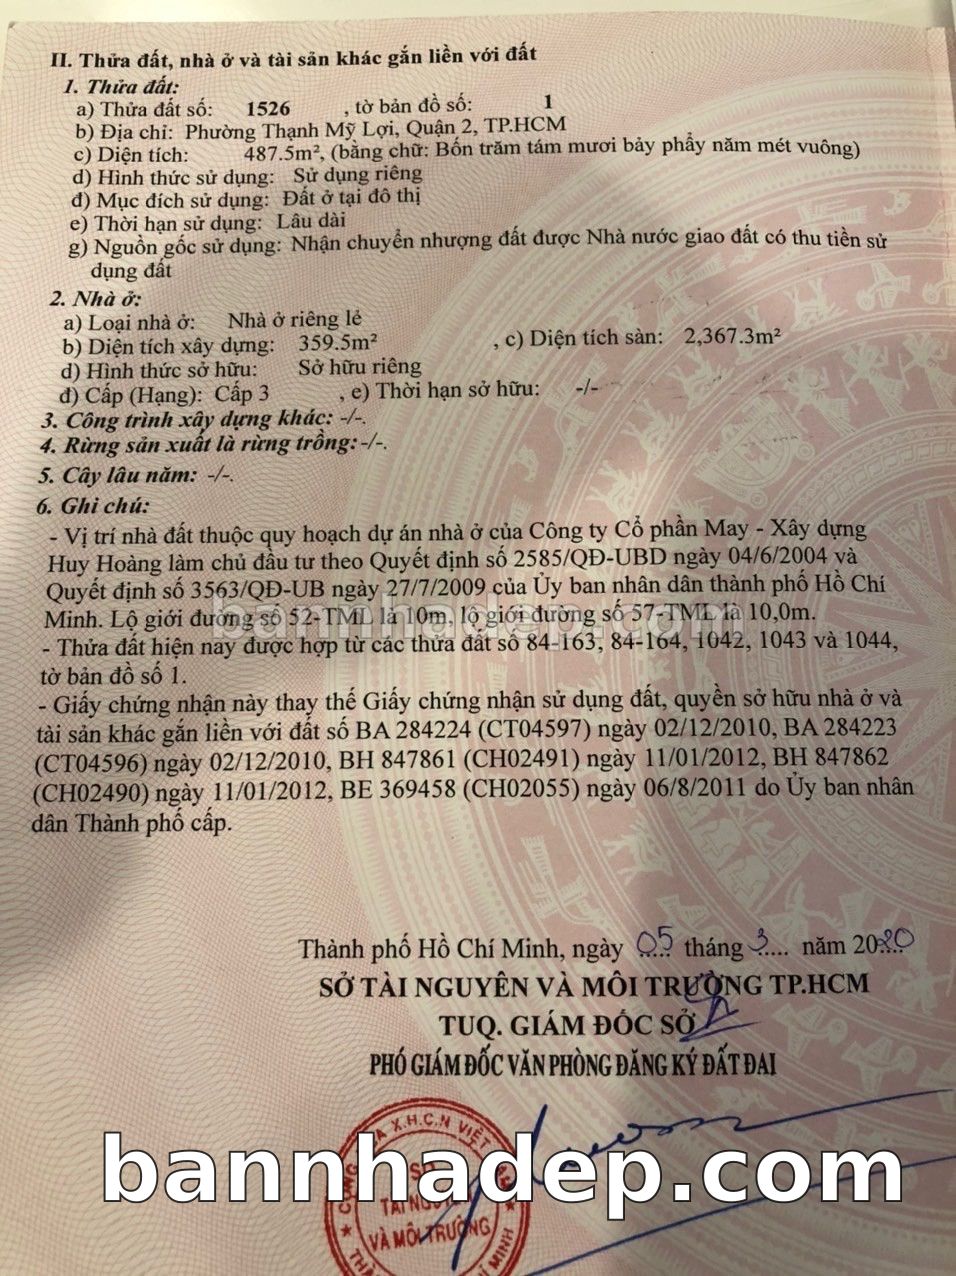 II. Thửa đất, nhà ở và tài sản khác gắn liền với đất
1. Thửa đất:
a) Thửa đất số: 1526 , tờ bản đồ số: 1
b) Địa chỉ: Phường Thạnh Mỹ Lợi, Quận 2, TP.HCM
c) Diện tích: 487.5m², (bằng chữ: Bốn trăm tám mươi bảy phẩy năm mét vuông)
d) Hình thức sử dụng: Sử dụng riêng
đ) Mục đích sử dụng: Đất ở tại đô thị
e) Thời hạn sử dụng: Lâu dài
g) Nguồn gốc sử dụng: Nhận chuyển nhượng đất được Nhà nước giao đất có thu tiền sử
dụng đất
2. Nhà ở:
a) Loại nhà ở: Nhà ở riêng lẻ
b) Diện tích xây dựng: 359.5m² , c) Diện tích sàn: 2,367.3m²
d) Hình thức sở hữu: Sở hữu riêng
đ) Cấp (Hạng): Cấp 3 , e) Thời hạn sở hữu: -/-
3. Công trình xây dựng khác: -/-.
4. Rừng sản xuất là rừng trồng: -/-.
5. Cây lâu năm: -/-.
6. Ghi chú:
- Vị trí nhà đất thuộc quy hoạch dự án nhà ở của Công ty Cổ phần May - Xây dựng
Huy Hoàng làm chủ đầu tư theo Quyết định số 2585/QĐ-UBD ngày 04/6/2004 và
Quyết định số 3563/QĐ-UB ngày 27/7/2009 của Ủy ban nhân dân thành phố Hồ Chí
Minh. Lộ giới đường số 52-TML là 10m, lộ giới đường số 57-TML là 10,0m.
bannhadep.com
- Thửa đất hiện nay được hợp từ các thửa đất số 84-163, 84-164, 1042, 1043 và 1044,
tờ bản đồ số 1.
- Giấy chứng nhận này thay thế Giấy chứng nhận sử dụng đất, quyền sở hữu nhà ở và
tài sản khác gắn liền với đất số BA 284224 (CT04597) ngày 02/12/2010, BA 284223
(CT04596) ngày 02/12/2010, BH 847861 (CH02491) ngày 11/01/2012, BH 847862
(CH02490) ngày 11/01/2012, BE 369458 (CH02055) ngày 06/8/2011 do Ủy ban nhân
dân Thành phố cấp.
Thành phố Hồ Chí Minh, ngày 05 tháng 3 năm 2020
SỞ TÀI NGUYÊN VÀ MÔI TRƯỜNG TP.HCM
TUQ. GIÁM ĐỐC SỞ
PHÓ GIÁM ĐỐC VĂN PHÒNG ĐĂNG KÝ ĐẤT ĐAI
X.H.C.N VIỆT
SỞ
TÀI NGUYÊN
VÀ MÔI TRƯỜNG
bannhadep.com